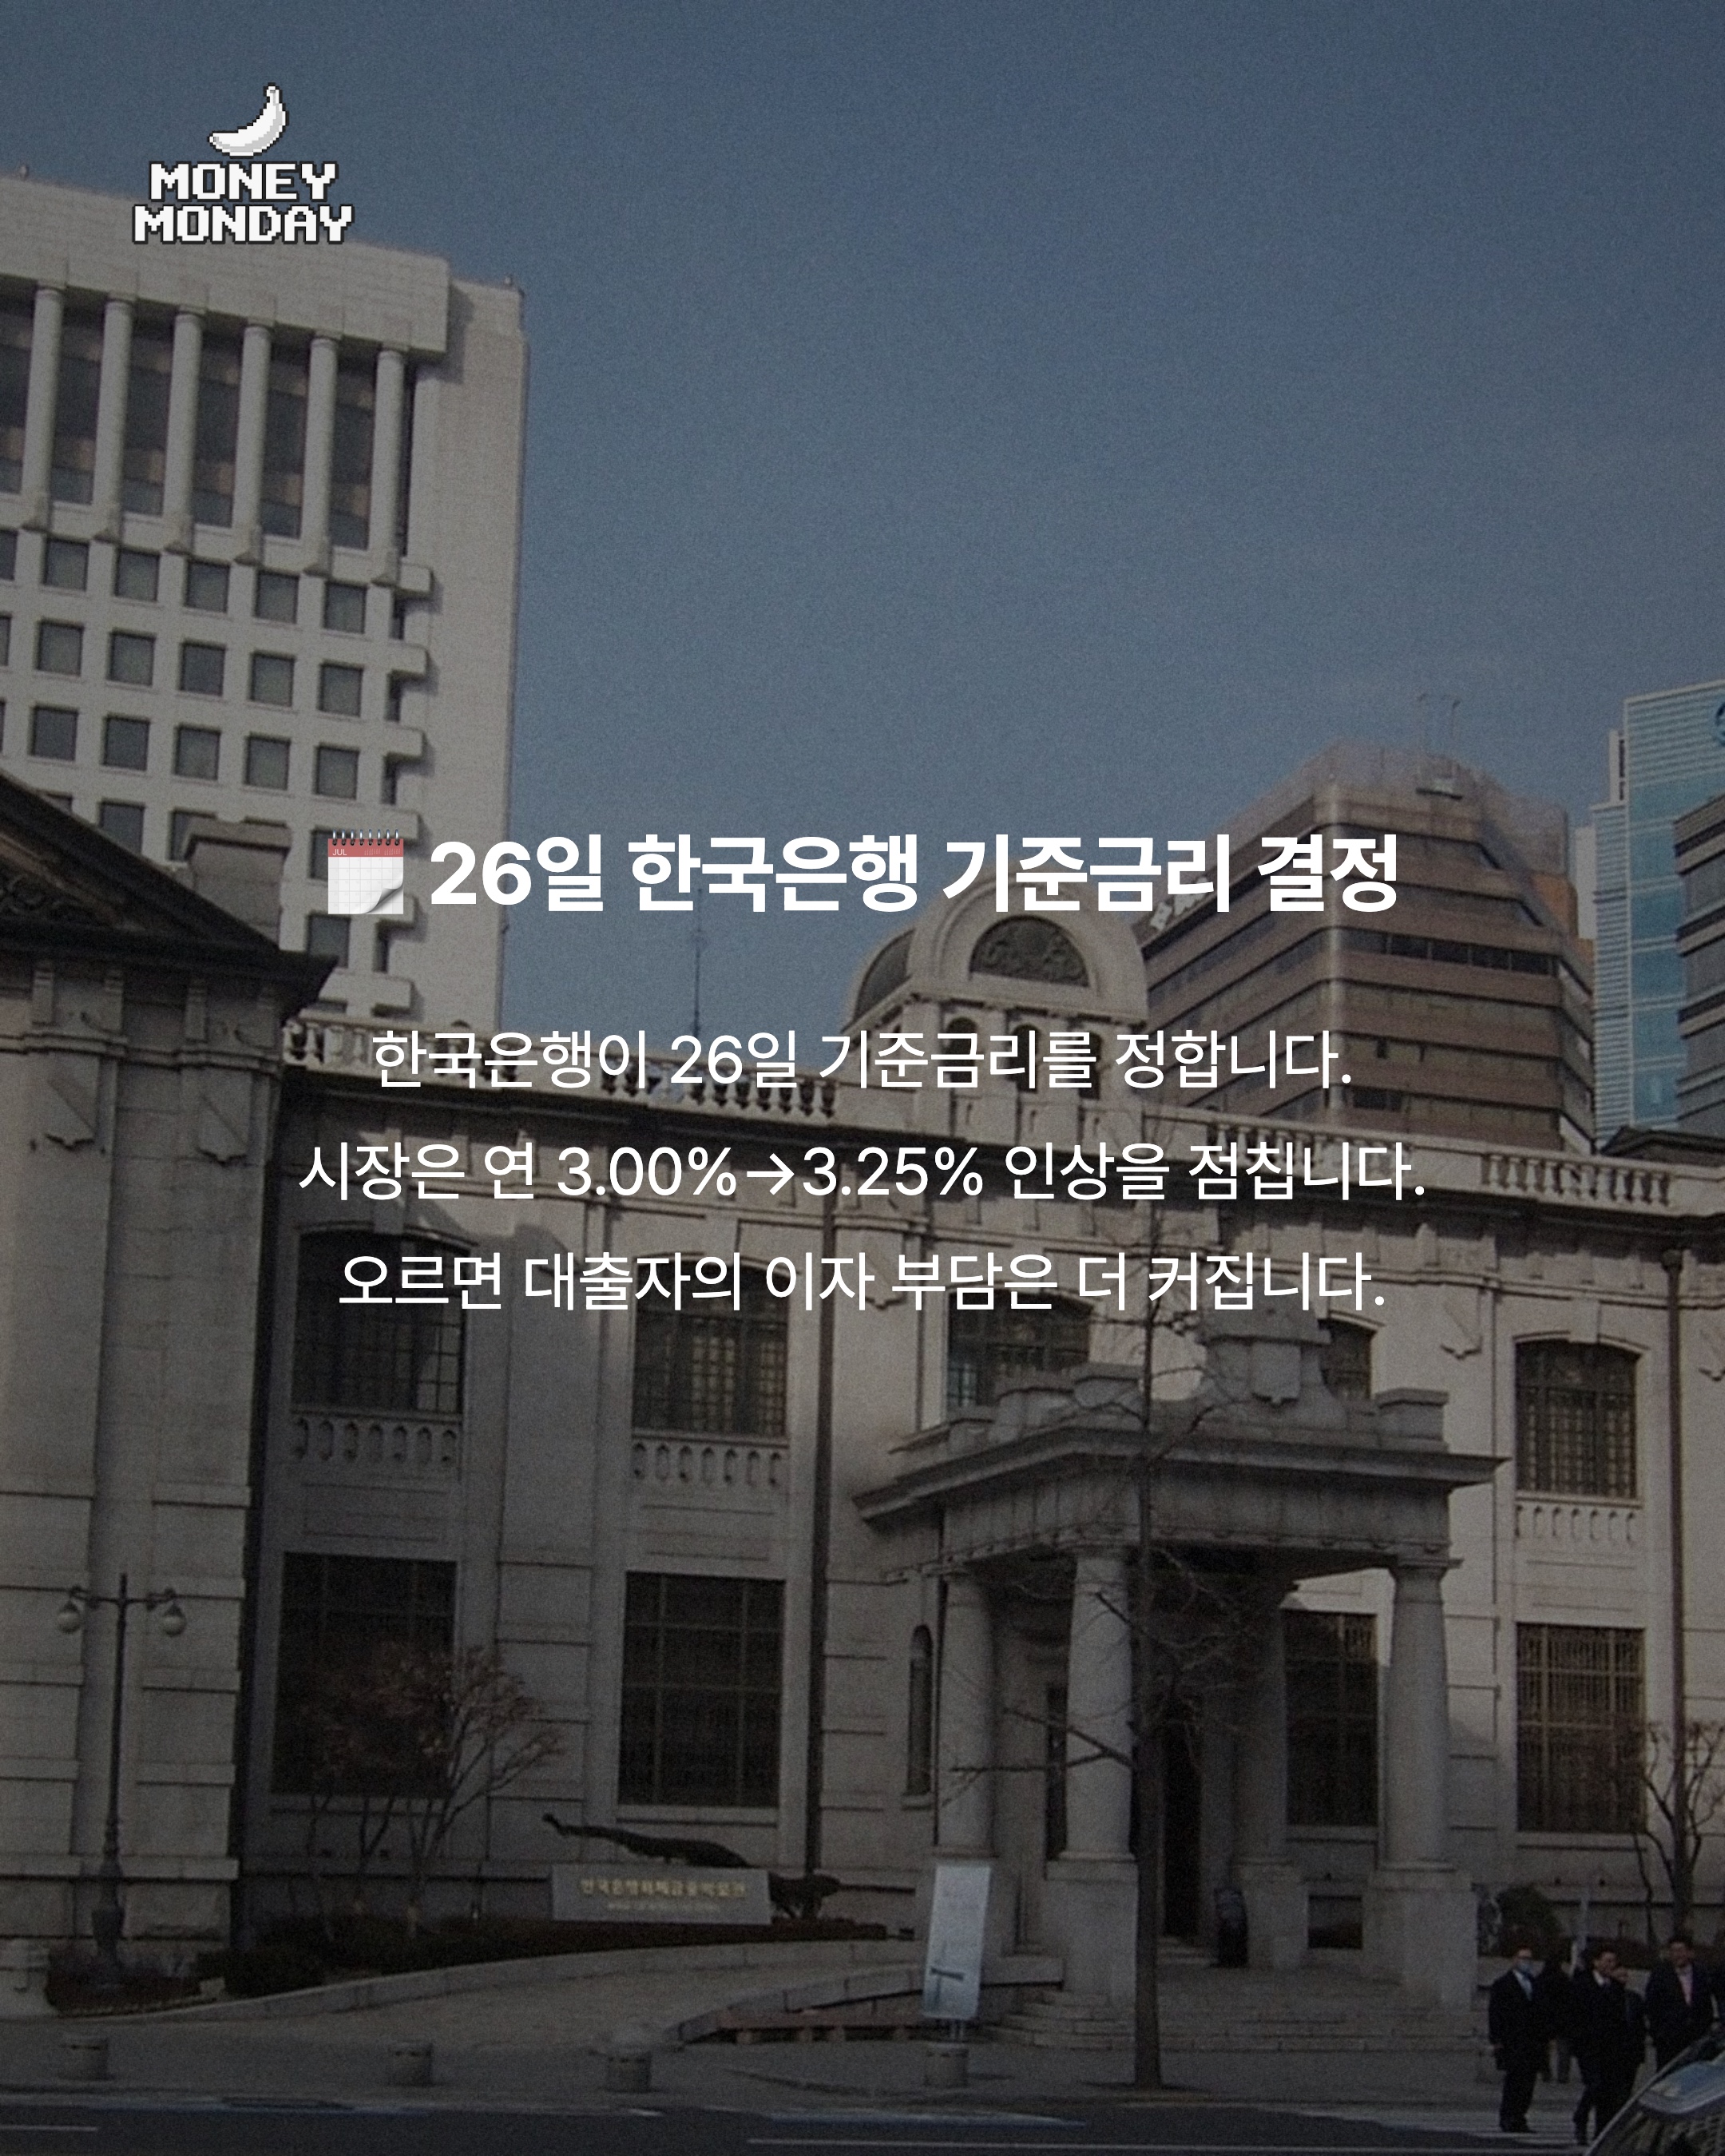 MONEY
MONDAY
JUL
26일 한국은행 기준금리 결정
한국은행이 26일 기준금리를 정합니다.
시장은 연 3.00%→3.25% 인상을 점칩니다.
오르면 대출자의 이자 부담은 더 커집니다.